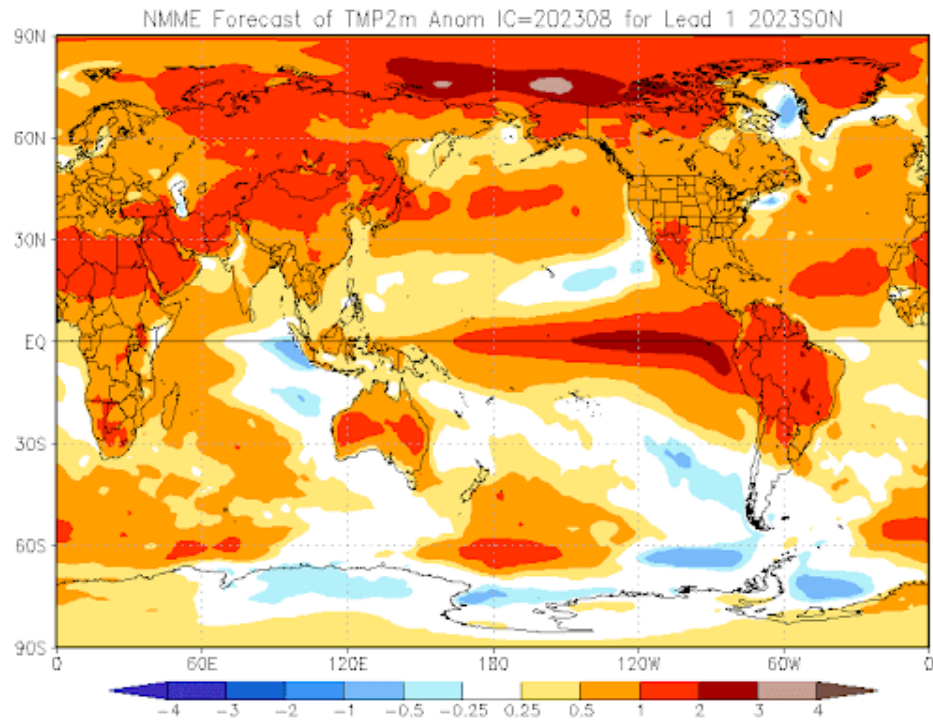 NMME Forecast of TMP2m Anom IC=202308 for Lead 1 2023SON
90N
60N
30N
EQ
30S
60S
90S
0 60E 120E 180 120W 60W 0
-4 -3 -2 -1 -0.5 -0.25 0.25 0.5 1 2 3 4